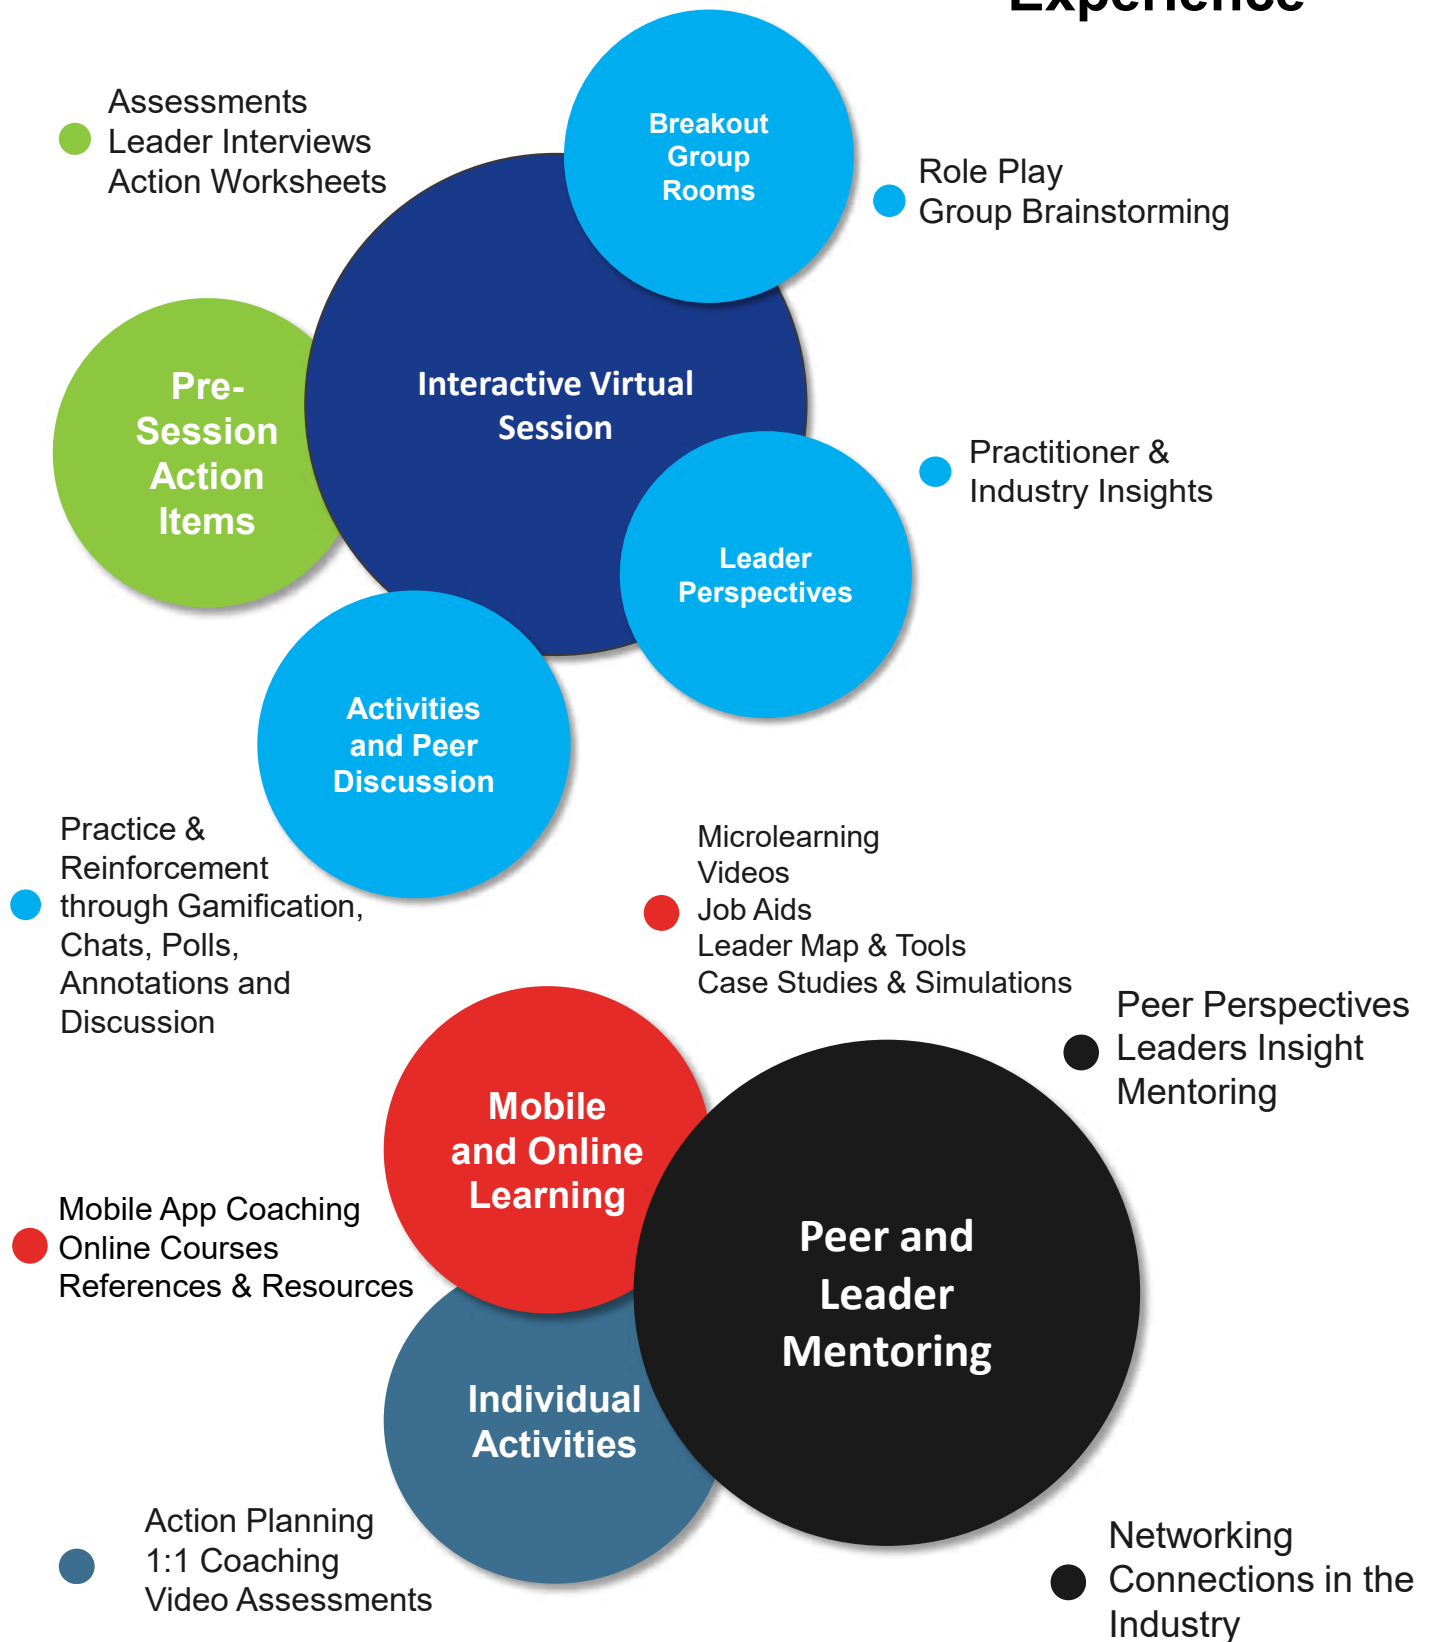 Experience
Assessments
Leader Interviews
Action Worksheets
Breakout
Group
Rooms
Role Play
Group Brainstorming
Pre-
Session
Action
Items
Interactive Virtual
Session
Practitioner &
Industry Insights
Leader
Perspectives
Activities
and Peer
Discussion
Practice &
Reinforcement
through Gamification,
Chats, Polls,
Annotations and
Discussion
Microlearning
Videos
Job Aids
Leader Map & Tools
Case Studies & Simulations
Peer Perspectives
Leaders Insight
Mentoring
Mobile
and Online
Learning
Mobile App Coaching
Online Courses
References & Resources
Peer and
Leader
Mentoring
Individual
Activities
Action Planning
1:1 Coaching
Video Assessments
Networking
Connections in the
Industry